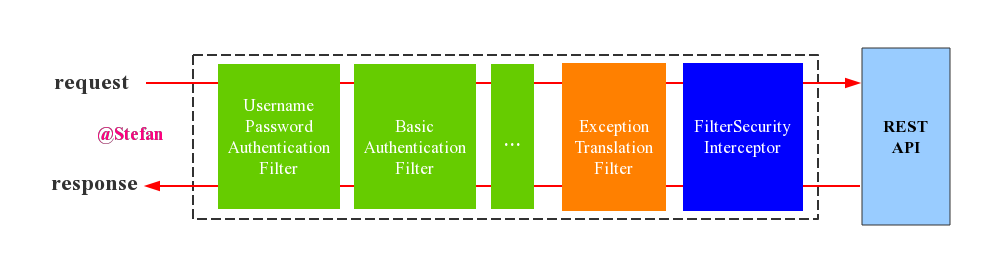 request
@Stefan
response
Username
Password
Authentication
Filter
Basic
Authentication
Filter
...
Exception
Translation
Filter
FilterSecurity
Interceptor
REST
API